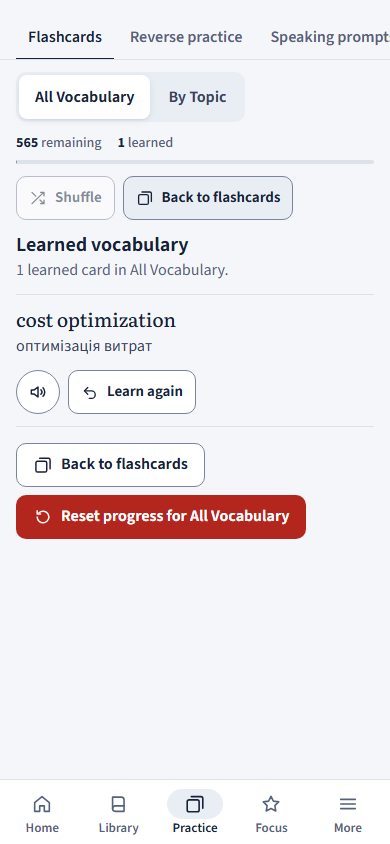 Flashcards Reverse practice Speaking prompt
All Vocabulary By Topic
565 remaining 1 learned
Shuffle Back to flashcards
Learned vocabulary
1 learned card in All Vocabulary.
cost optimization
оптимізація витрат
Learn again
Back to flashcards
Reset progress for All Vocabulary
Home Library Practice Focus More